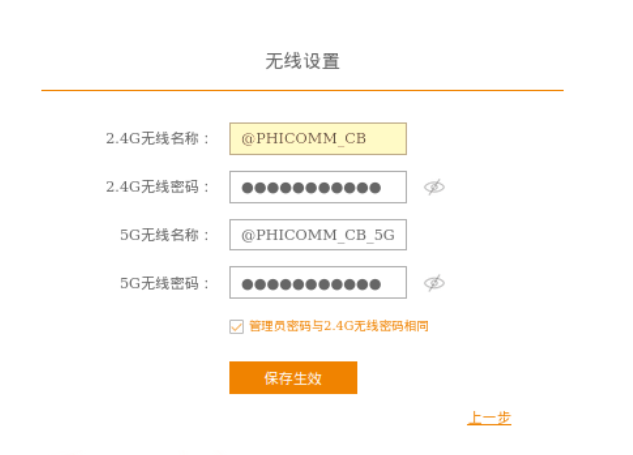 无线设置
2.4G无线名称： @PHICOMM_CB
2.4G无线密码： ●●●●●●●●●●●
5G无线名称： @PHICOMM_CB_5G
5G无线密码： ●●●●●●●●●●●
管理员密码与2.4G无线密码相同
保存生效
上一步